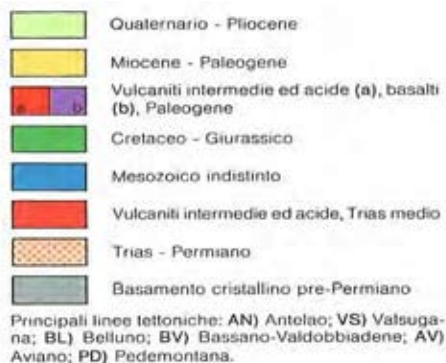 Quaternario - Pliocene
Miocene - Paleogene
Vulcaniti intermedie ed acide (a), basalti
a b (b), Paleogene
Cretaceo - Giurassico
Mesozoico indistinto
Vulcaniti intermedie ed acide, Trias medio
Trias - Permiano
Basamento cristallino pre-Permiano
Principali linee tettoniche: AN) Antelao; VS) Valsuga-
na; BL) Belluno; BV) Bassano-Valdobbiadene; AV)
Aviano; PD) Pedemontana.